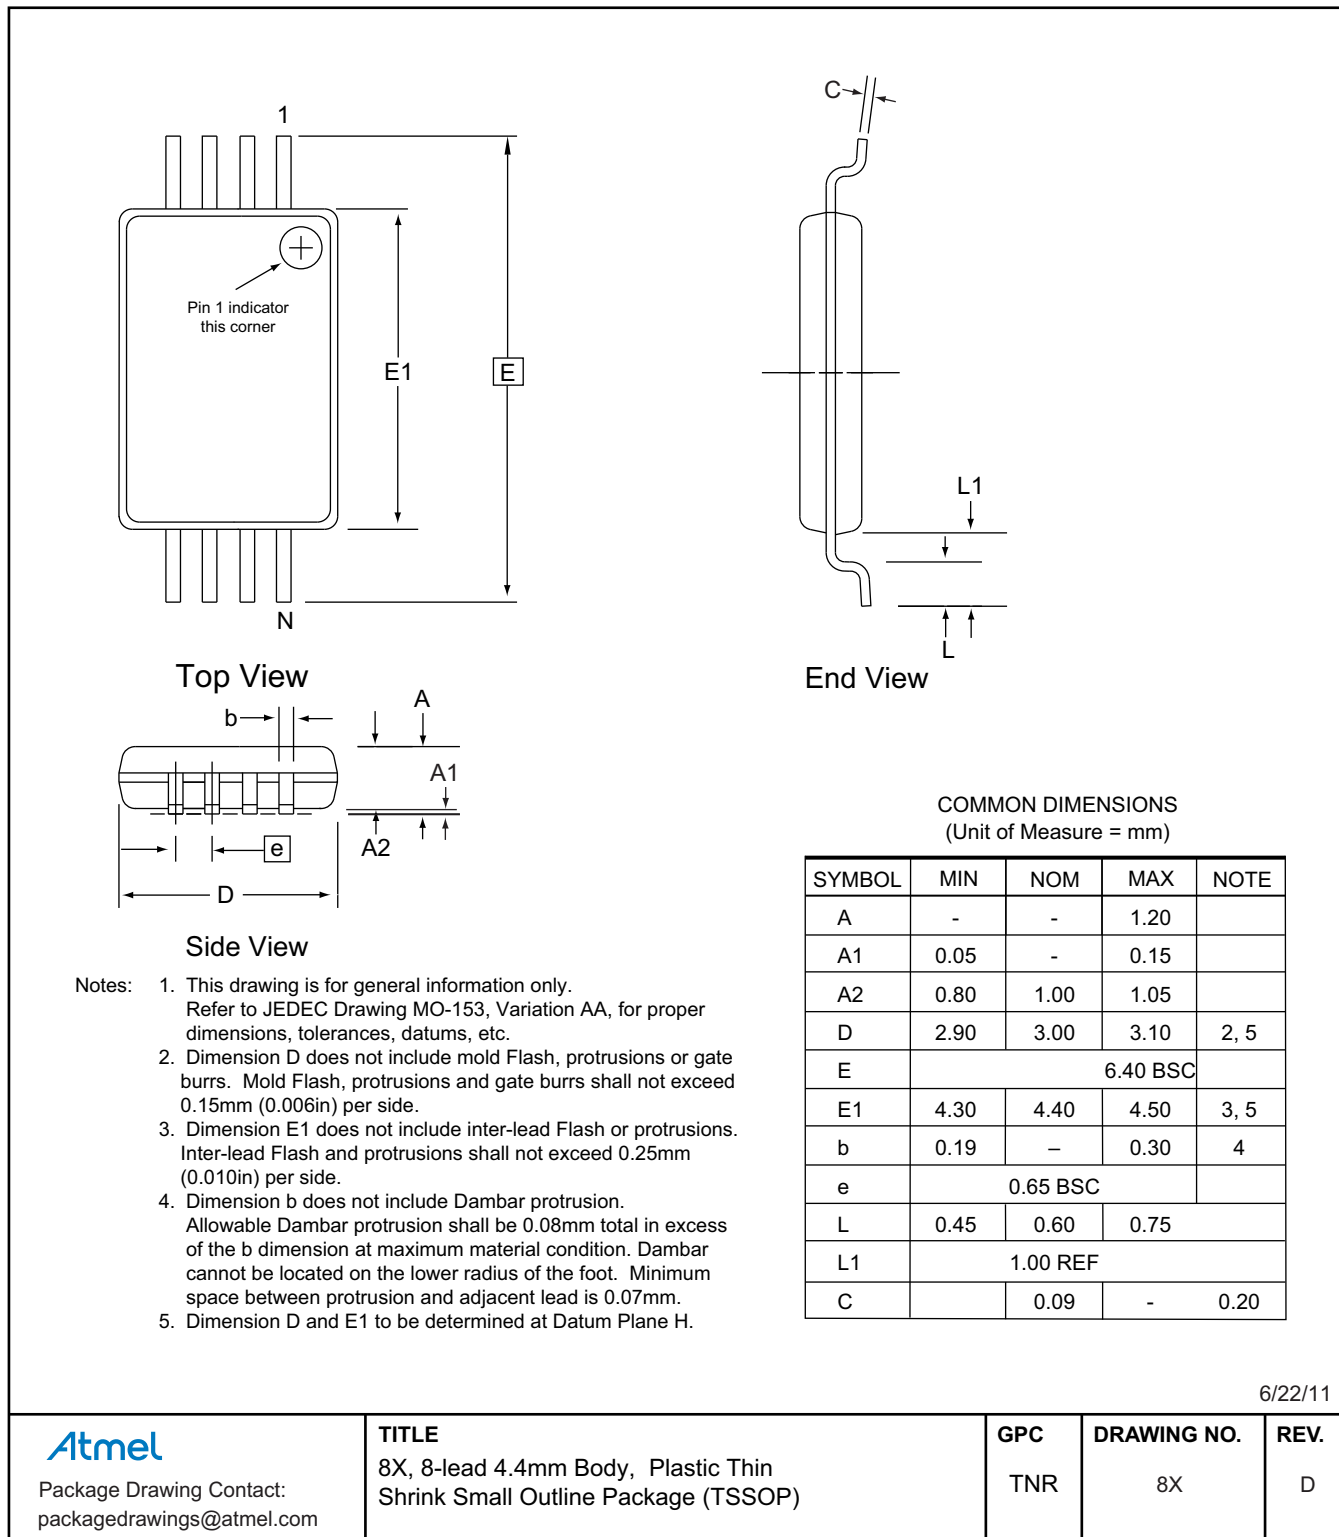 1
Pin 1 indicator
this corner
E1
E
N
Top View
C
L1
L
End View
b
A
A1
A2
e
D
Side View
Notes: 1. This drawing is for general information only.
Refer to JEDEC Drawing MO-153, Variation AA, for proper
dimensions, tolerances, datums, etc.
2. Dimension D does not include mold Flash, protrusions or gate
burrs. Mold Flash, protrusions and gate burrs shall not exceed
0.15mm (0.006in) per side.
3. Dimension E1 does not include inter-lead Flash or protrusions.
Inter-lead Flash and protrusions shall not exceed 0.25mm
(0.010in) per side.
4. Dimension b does not include Dambar protrusion.
Allowable Dambar protrusion shall be 0.08mm total in excess
of the b dimension at maximum material condition. Dambar
cannot be located on the lower radius of the foot. Minimum
space between protrusion and adjacent lead is 0.07mm.
5. Dimension D and E1 to be determined at Datum Plane H.
COMMON DIMENSIONS
(Unit of Measure = mm)
SYMBOL MIN NOM MAX NOTE
A - - 1.20
A1 0.05 - 0.15
A2 0.80 1.00 1.05
D 2.90 3.00 3.10 2, 5
E 6.40 BSC
E1 4.30 4.40 4.50 3, 5
b 0.19 – 0.30 4
e 0.65 BSC
L 0.45 0.60 0.75
L1 1.00 REF
C 0.09 - 0.20
6/22/11
Atmel
Package Drawing Contact:
packagedrawings@atmel.com
TITLE
8X, 8-lead 4.4mm Body, Plastic Thin
Shrink Small Outline Package (TSSOP)
GPC
TNR
DRAWING NO.
8X
REV.
D